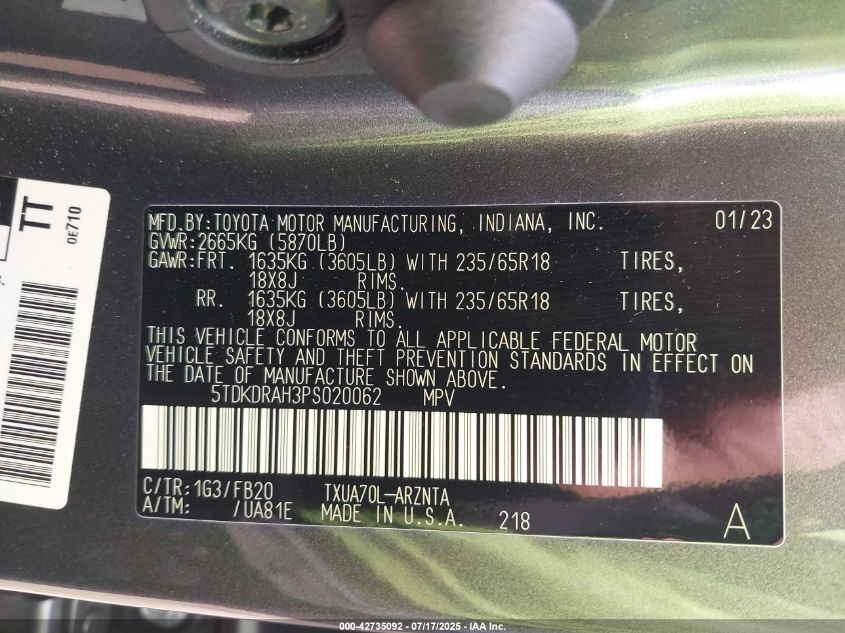 TT
0E710
MFD.BY:TOYOTA MOTOR MANUFACTURING, INDIANA, INC. 01/23
GVWR:2665KG (5870LB)
GAWR:FRT. 1635KG (3605LB) WITH 235/65R18 TIRES,
18X8J RIMS.
RR. 1635KG (3605LB) WITH 235/65R18 TIRES,
18X8J RIMS.
THIS VEHICLE CONFORMS TO ALL APPLICABLE FEDERAL MOTOR
VEHICLE SAFETY AND THEFT PREVENTION STANDARDS IN EFFECT ON
THE DATE OF MANUFACTURE SHOWN ABOVE.
5TDKDRAH3PS020062 MPV
C/TR:1G3/FB20 TXUA70L-ARZNTA
A/TM: /UA81E MADE IN U.S.A. 218 A
000-42735092 - 07/17/2025 - IAA Inc.